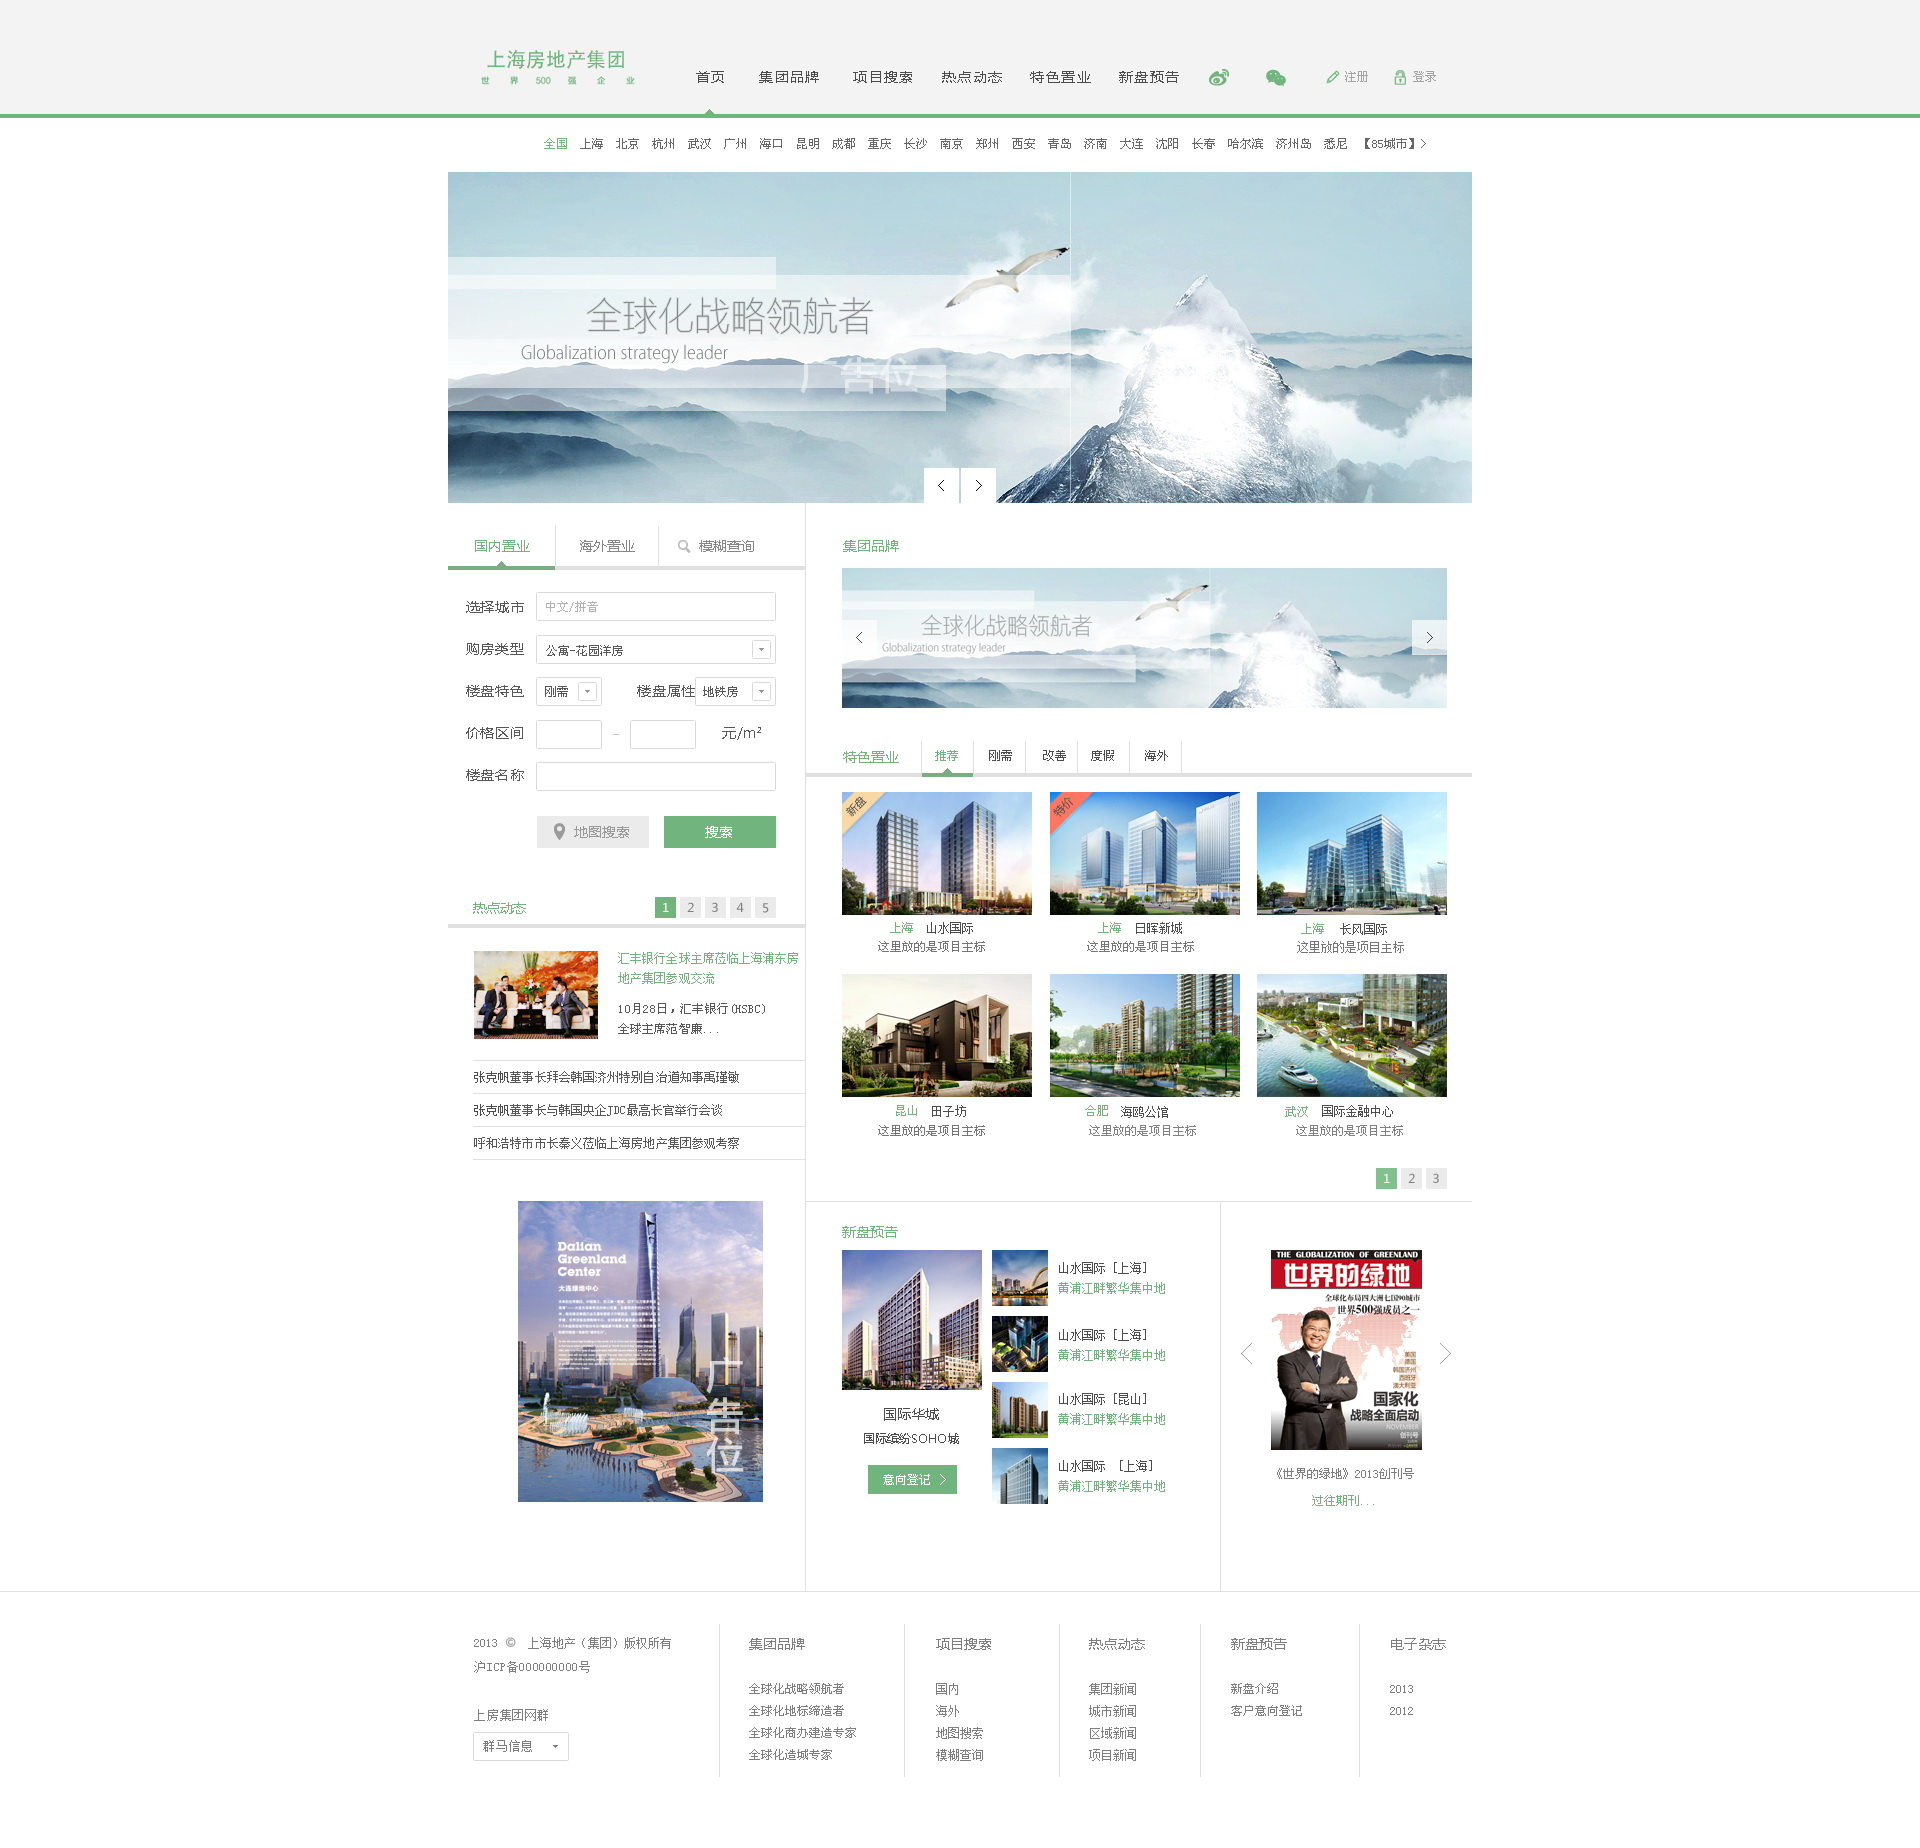 上海房地产集团
世 界 500 强 企 业
首页 集团品牌 项目搜索 热点动态 特色置业 新盘预告 注册 登录
全国 上海 北京 杭州 武汉 广州 海口 昆明 成都 重庆 长沙 南京 郑州 西安 青岛 济南 大连 沈阳 长春 哈尔滨 济州岛 悉尼 【85城市】
全球化战略领航者
Globalization strategy leader
广告位
国内置业 海外置业 模糊查询
选择城市 中文/拼音
购房类型 公寓-花园洋房
楼盘特色 刚需 楼盘属性 地铁房
价格区间 - 元/m²
楼盘名称
地图搜索 搜索
热点动态 1 2 3 4 5
汇丰银行全球主席莅临上海浦东房
地产集团参观交流
10月28日，汇丰银行(HSBC)
全球主席范智廉...
张克帆董事长拜会韩国济州特别自治道知事禹瑾敏
张克帆董事长与韩国央企JDC最高长官举行会谈
呼和浩特市市长秦义莅临上海房地产集团参观考察
Dalian
Greenland
Center
大连绿地中心
广告位
集团品牌
全球化战略领航者
Globalization strategy leader
特色置业 推荐 刚需 改善 度假 海外
新盘 特价
上海 山水国际 上海 日晖新城 上海 长风国际
这里放的是项目主标 这里放的是项目主标 这里放的是项目主标
昆山 田子坊 合肥 海鸥公馆 武汉 国际金融中心
这里放的是项目主标 这里放的是项目主标 这里放的是项目主标
1 2 3
新盘预告
国际华城
国际缤纷SOHO城
意向登记
山水国际 [上海]
黄浦江畔繁华集中地
山水国际 [上海]
黄浦江畔繁华集中地
山水国际 [昆山]
黄浦江畔繁华集中地
山水国际 [上海]
黄浦江畔繁华集中地
THE GLOBALIZATION OF GREENLAND
世界的绿地
全球化布局四大洲七国90城市
世界500强成员之一
美国
德国
韩国济州
西班牙
澳大利亚
国家化
战略全面启动
创刊号
《世界的绿地》2013创刊号
过往期刊...
2013 © 上海地产（集团）版权所有
沪ICP备000000000号
上房集团网群
群马信息
集团品牌
全球化战略领航者
全球化地标缔造者
全球化商办建造专家
全球化造城专家
项目搜索
国内
海外
地图搜索
模糊查询
热点动态
集团新闻
城市新闻
区域新闻
项目新闻
新盘预告
新盘介绍
客户意向登记
电子杂志
2013
2012